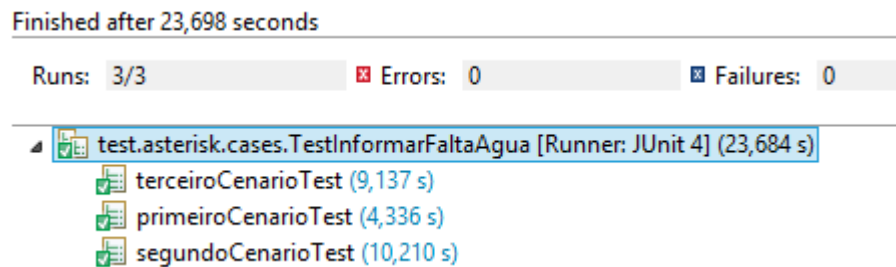 Finished after 23,698 seconds
Runs: 3/3 Errors: 0 Failures: 0
test.asterisk.cases.TestInformarFaltaAgua [Runner: JUnit 4] (23,684 s)
terceiroCenarioTest (9,137 s)
primeiroCenarioTest (4,336 s)
segundoCenarioTest (10,210 s)